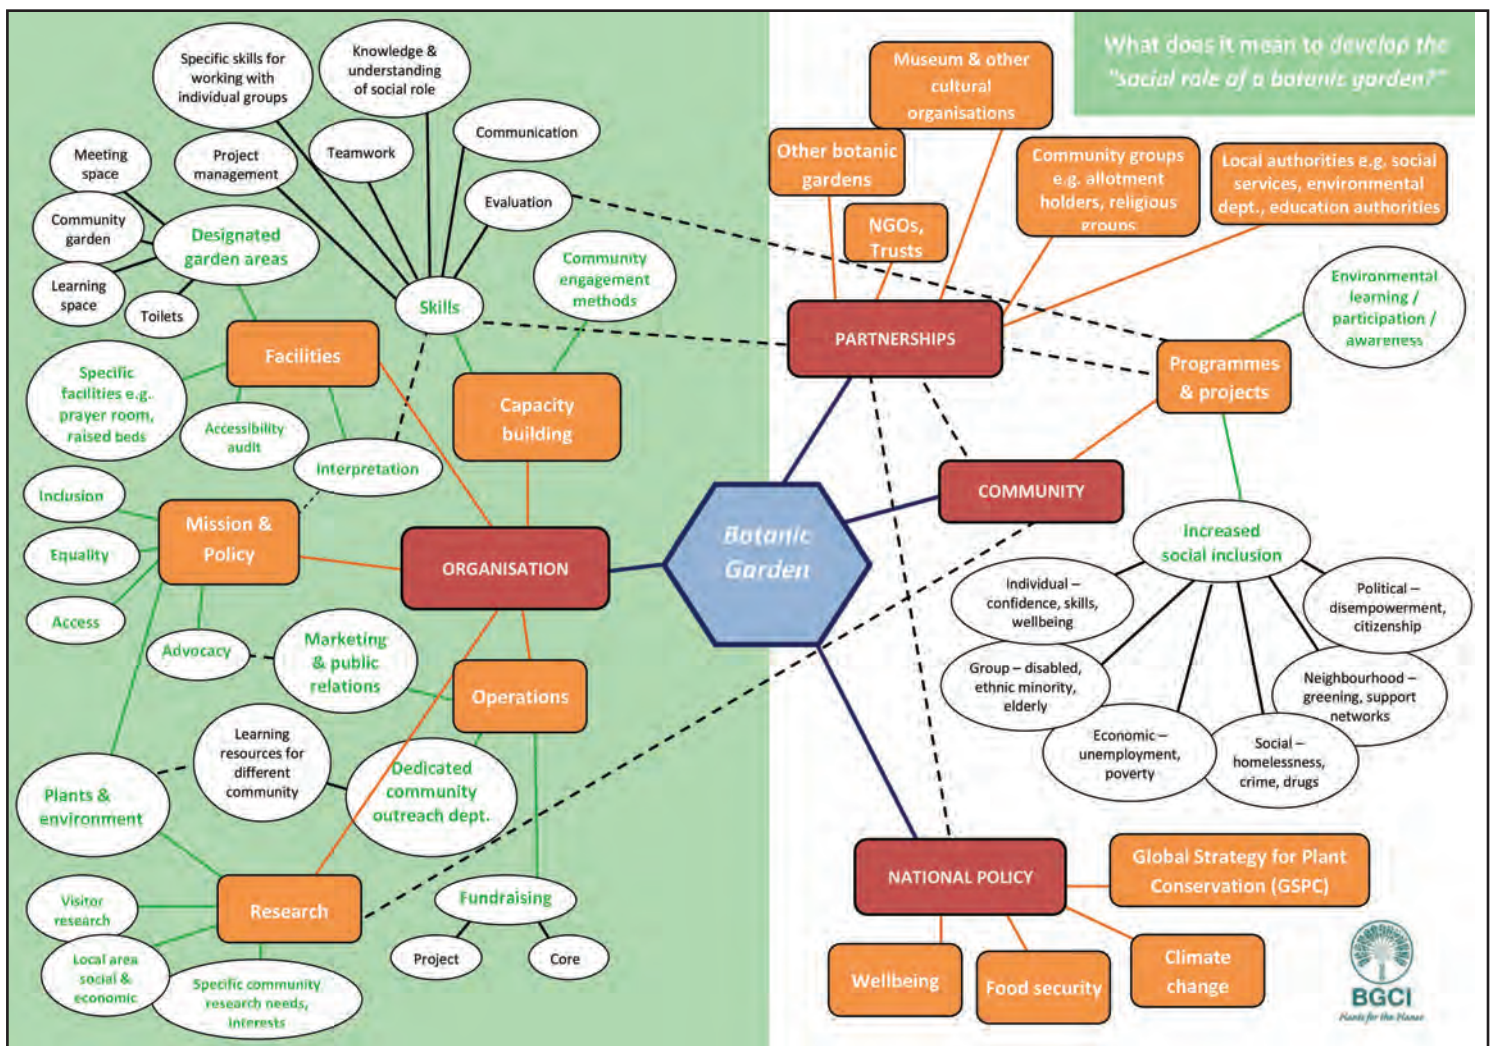 What does it mean to develop the
"social role of a botanic garden?"
Specific skills for
working with
individual groups
Knowledge &
understanding
of social role
Communication
Teamwork
Project
management
Evaluation
Meeting
space
Community
garden
Learning
space
Toilets
Designated
garden areas
Skills
Community
engagement
methods
Facilities
Specific
facilities e.g.
prayer room,
raised beds
Accessibility
audit
Interpretation
Capacity
building
Inclusion
Equality
Access
Mission &
Policy
Advocacy
ORGANISATION
Marketing
& public
relations
Operations
Learning
resources for
different
community
Dedicated
community
outreach dept.
Plants &
environment
Research
Visitor
research
Local area
social &
economic
Specific community
research needs,
interests
Fundraising
Project
Core
Botanic
Garden
Museum & other
cultural
organisations
Other botanic
gardens
NGOs,
Trusts
Community groups
e.g. allotment
holders, religious
groups
Local authorities e.g. social
services, environmental
dept., education authorities
PARTNERSHIPS
Environmental
learning /
participation /
awareness
Programmes
& projects
COMMUNITY
Increased
social inclusion
Individual –
confidence, skills,
wellbeing
Group – disabled,
ethnic minority,
elderly
Economic –
unemployment,
poverty
Social –
homelessness,
crime, drugs
Neighbourhood –
greening, support
networks
Political –
disempowerment,
citizenship
NATIONAL POLICY
Global Strategy for Plant
Conservation (GSPC)
Wellbeing
Food security
Climate
change
BGCI
Plants for the Planet